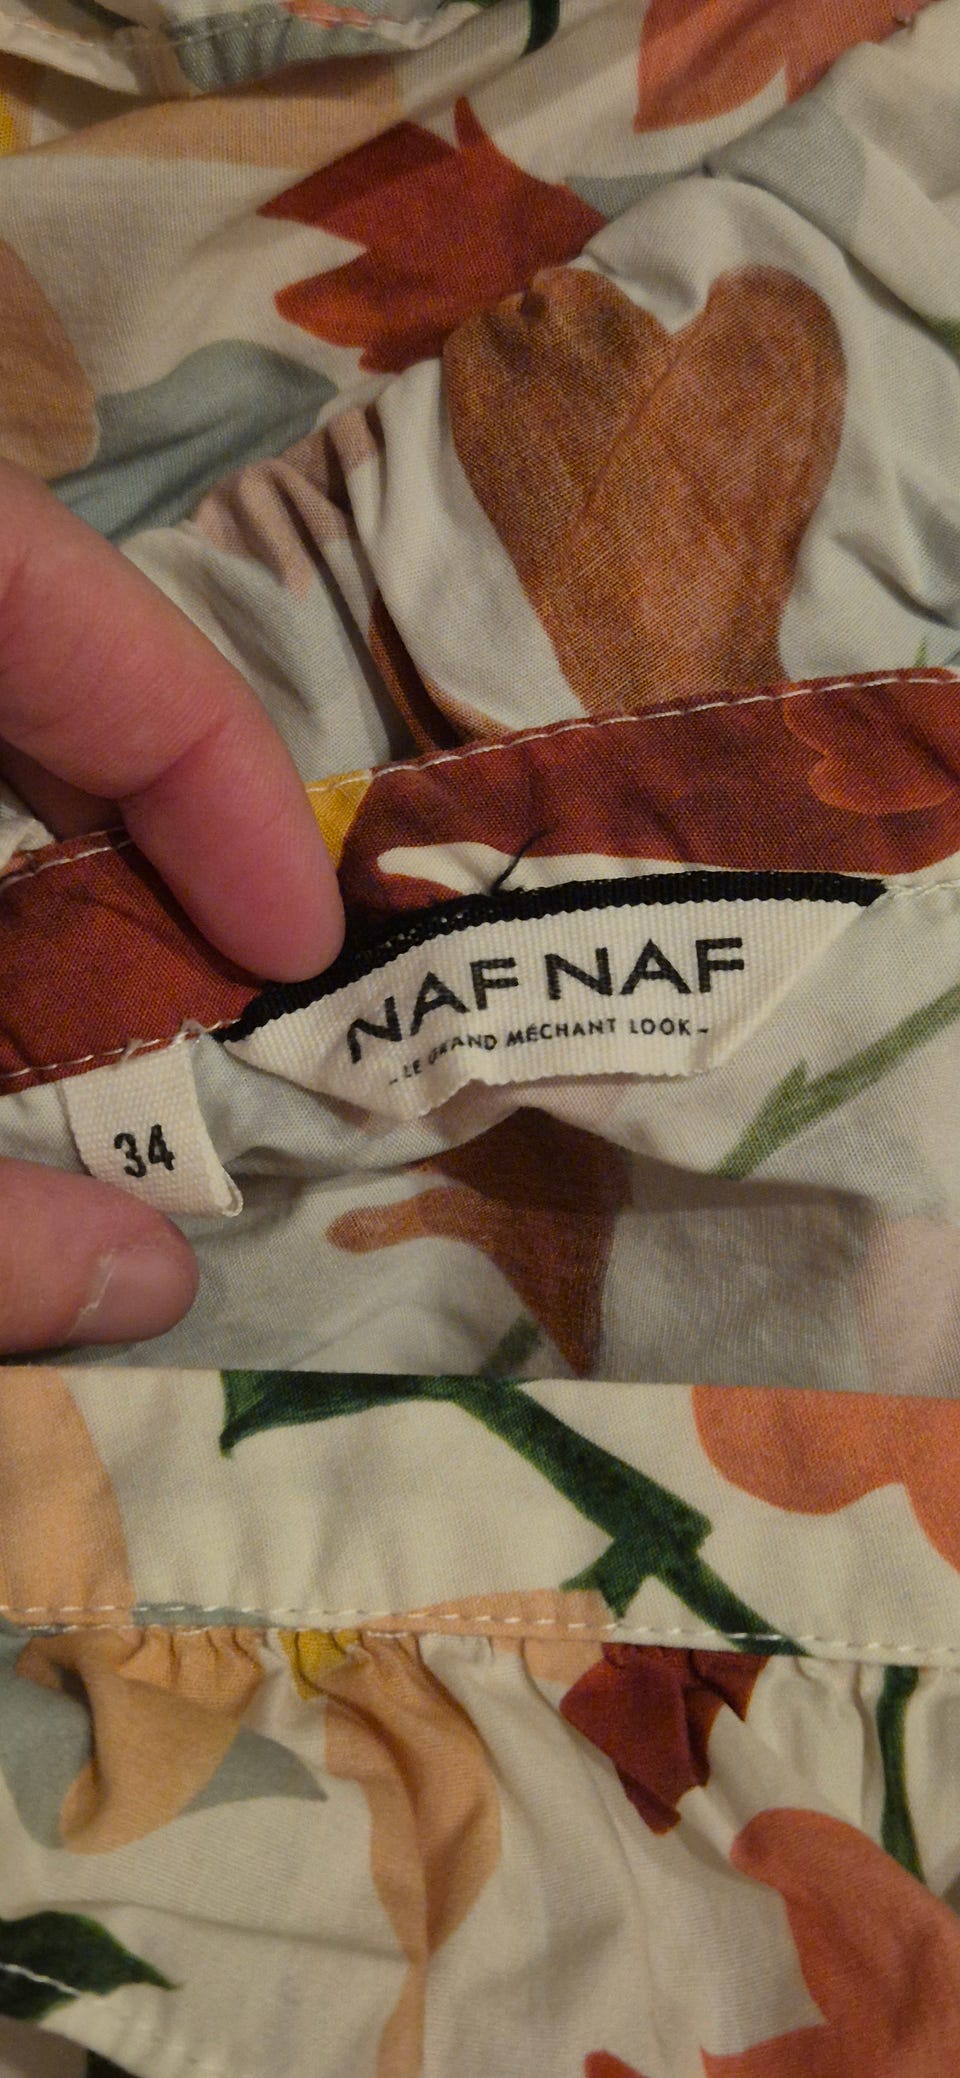 NAF NAF
- LE GRAND MÉCHANT LOOK -
34